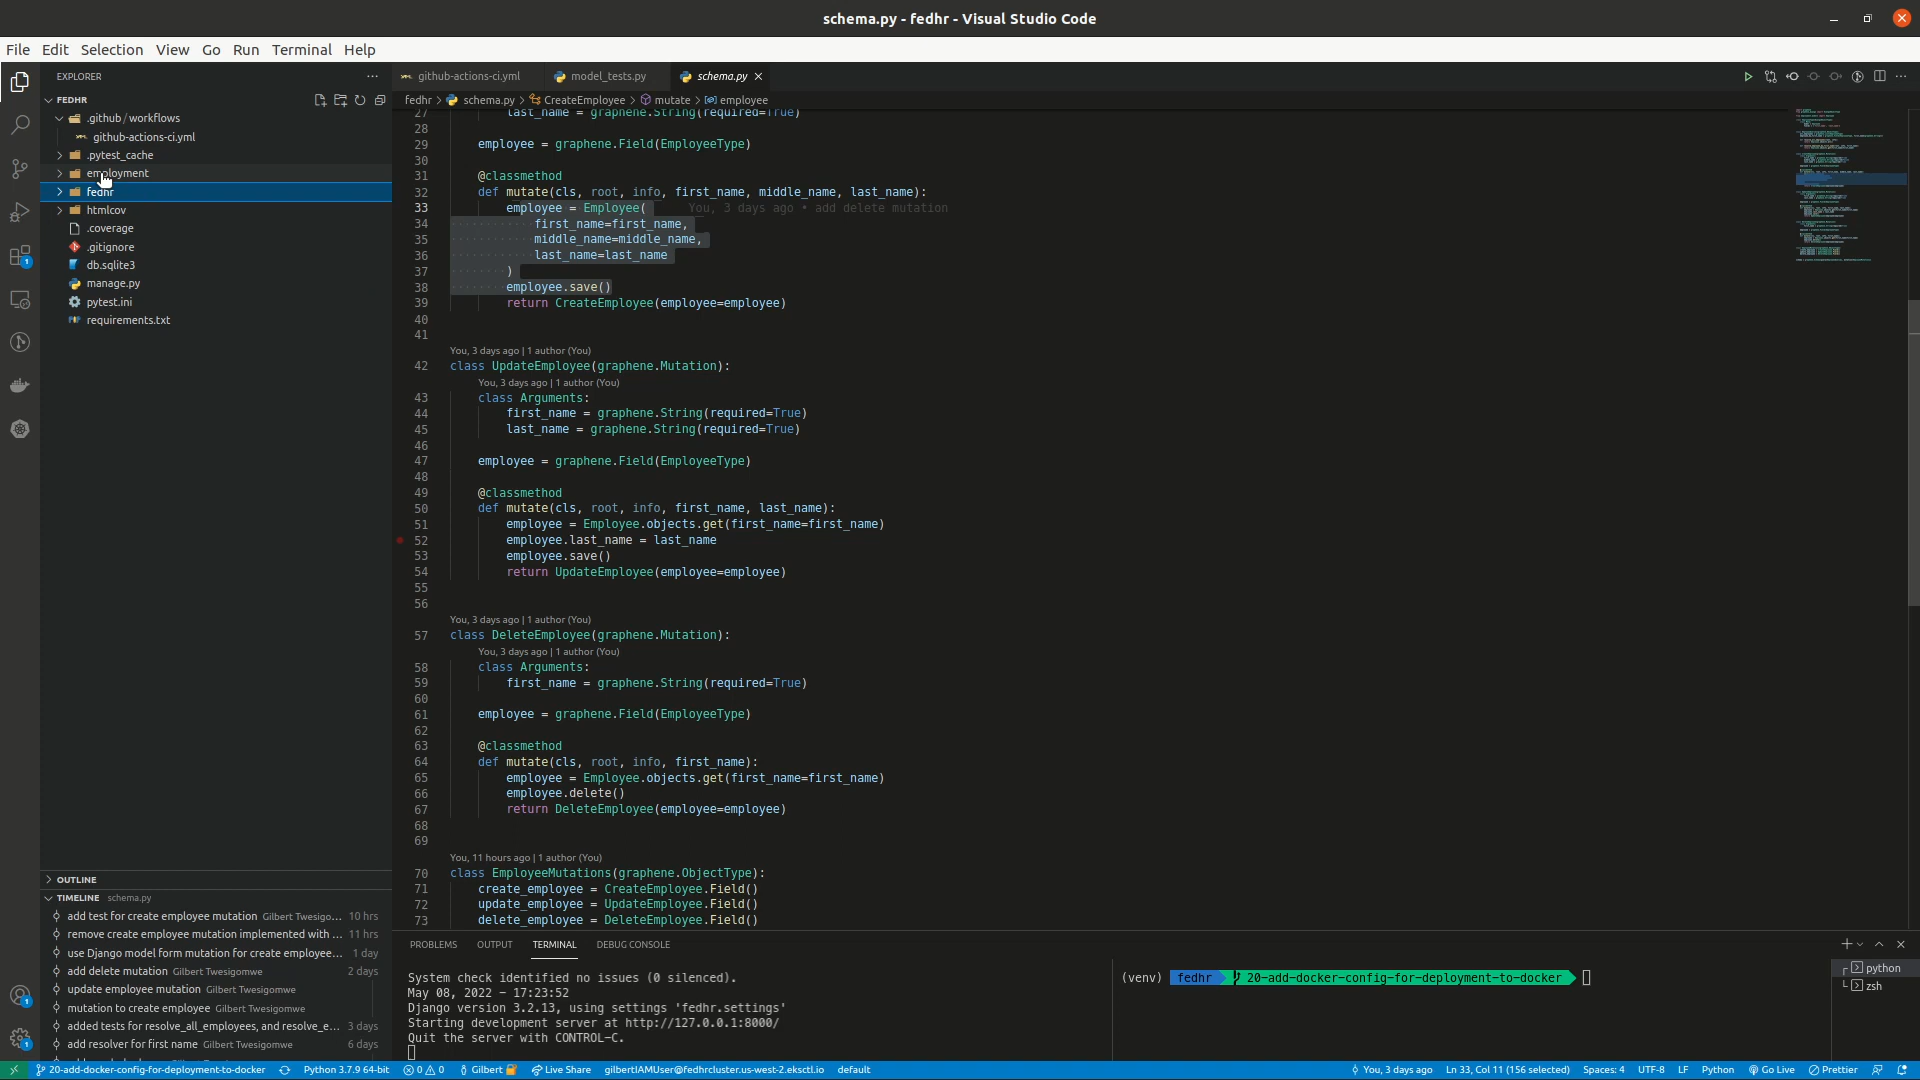 schema.py - fedhr - Visual Studio Code
File Edit Selection View Go Run Terminal Help
EXPLORER
FEDHR
.github / workflows
github-actions-ci.yml
.pytest_cache
employment
fedhr
htmlcov
.coverage
.gitignore
db.sqlite3
manage.py
pytest.ini
requirements.txt
OUTLINE
TIMELINE schema.py
add test for create employee mutation Gilbert Twesigo... 10 hrs
remove create employee mutation implemented with ... 11 hrs
use Django model form mutation for create employee... 1 day
add delete mutation Gilbert Twesigomwe 2 days
update employee mutation Gilbert Twesigomwe
mutation to create employee Gilbert Twesigomwe
added tests for resolve_all_employees, and resolve_e... 3 days
add resolver for first name Gilbert Twesigomwe 6 days
github-actions-ci.yml model_tests.py schema.py
fedhr > schema.py > CreateEmployee > mutate > employee
27 last_name = graphene.String(required=True)
28
29 employee = graphene.Field(EmployeeType)
30
31 @classmethod
32 def mutate(cls, root, info, first_name, middle_name, last_name):
33 employee = Employee( You, 3 days ago • add delete mutation
34 first_name=first_name,
35 middle_name=middle_name,
36 last_name=last_name
37 )
38 employee.save()
39 return CreateEmployee(employee=employee)
40
41
You, 3 days ago | 1 author (You)
42 class UpdateEmployee(graphene.Mutation):
You, 3 days ago | 1 author (You)
43 class Arguments:
44 first_name = graphene.String(required=True)
45 last_name = graphene.String(required=True)
46
47 employee = graphene.Field(EmployeeType)
48
49 @classmethod
50 def mutate(cls, root, info, first_name, last_name):
51 employee = Employee.objects.get(first_name=first_name)
52 employee.last_name = last_name
53 employee.save()
54 return UpdateEmployee(employee=employee)
55
56
You, 3 days ago | 1 author (You)
57 class DeleteEmployee(graphene.Mutation):
You, 3 days ago | 1 author (You)
58 class Arguments:
59 first_name = graphene.String(required=True)
60
61 employee = graphene.Field(EmployeeType)
62
63 @classmethod
64 def mutate(cls, root, info, first_name):
65 employee = Employee.objects.get(first_name=first_name)
66 employee.delete()
67 return DeleteEmployee(employee=employee)
68
69
You, 11 hours ago | 1 author (You)
70 class EmployeeMutations(graphene.ObjectType):
71 create_employee = CreateEmployee.Field()
72 update_employee = UpdateEmployee.Field()
73 delete_employee = DeleteEmployee.Field()
PROBLEMS OUTPUT TERMINAL DEBUG CONSOLE
System check identified no issues (0 silenced).
May 08, 2022 - 17:23:52
Django version 3.2.13, using settings 'fedhr.settings'
Starting development server at http://127.0.0.1:8000/
Quit the server with CONTROL-C.
(venv) fedhr 20-add-docker-config-for-deployment-to-docker
python
zsh
20-add-docker-config-for-deployment-to-docker Python 3.7.9 64-bit 0 0 Gilbert Live Share gilbertIAMUser@fedhrcluster.us-west-2.eksctl.io default You, 3 days ago Ln 33, Col 11 (156 selected) Spaces: 4 UTF-8 LF Python Go Live Prettier